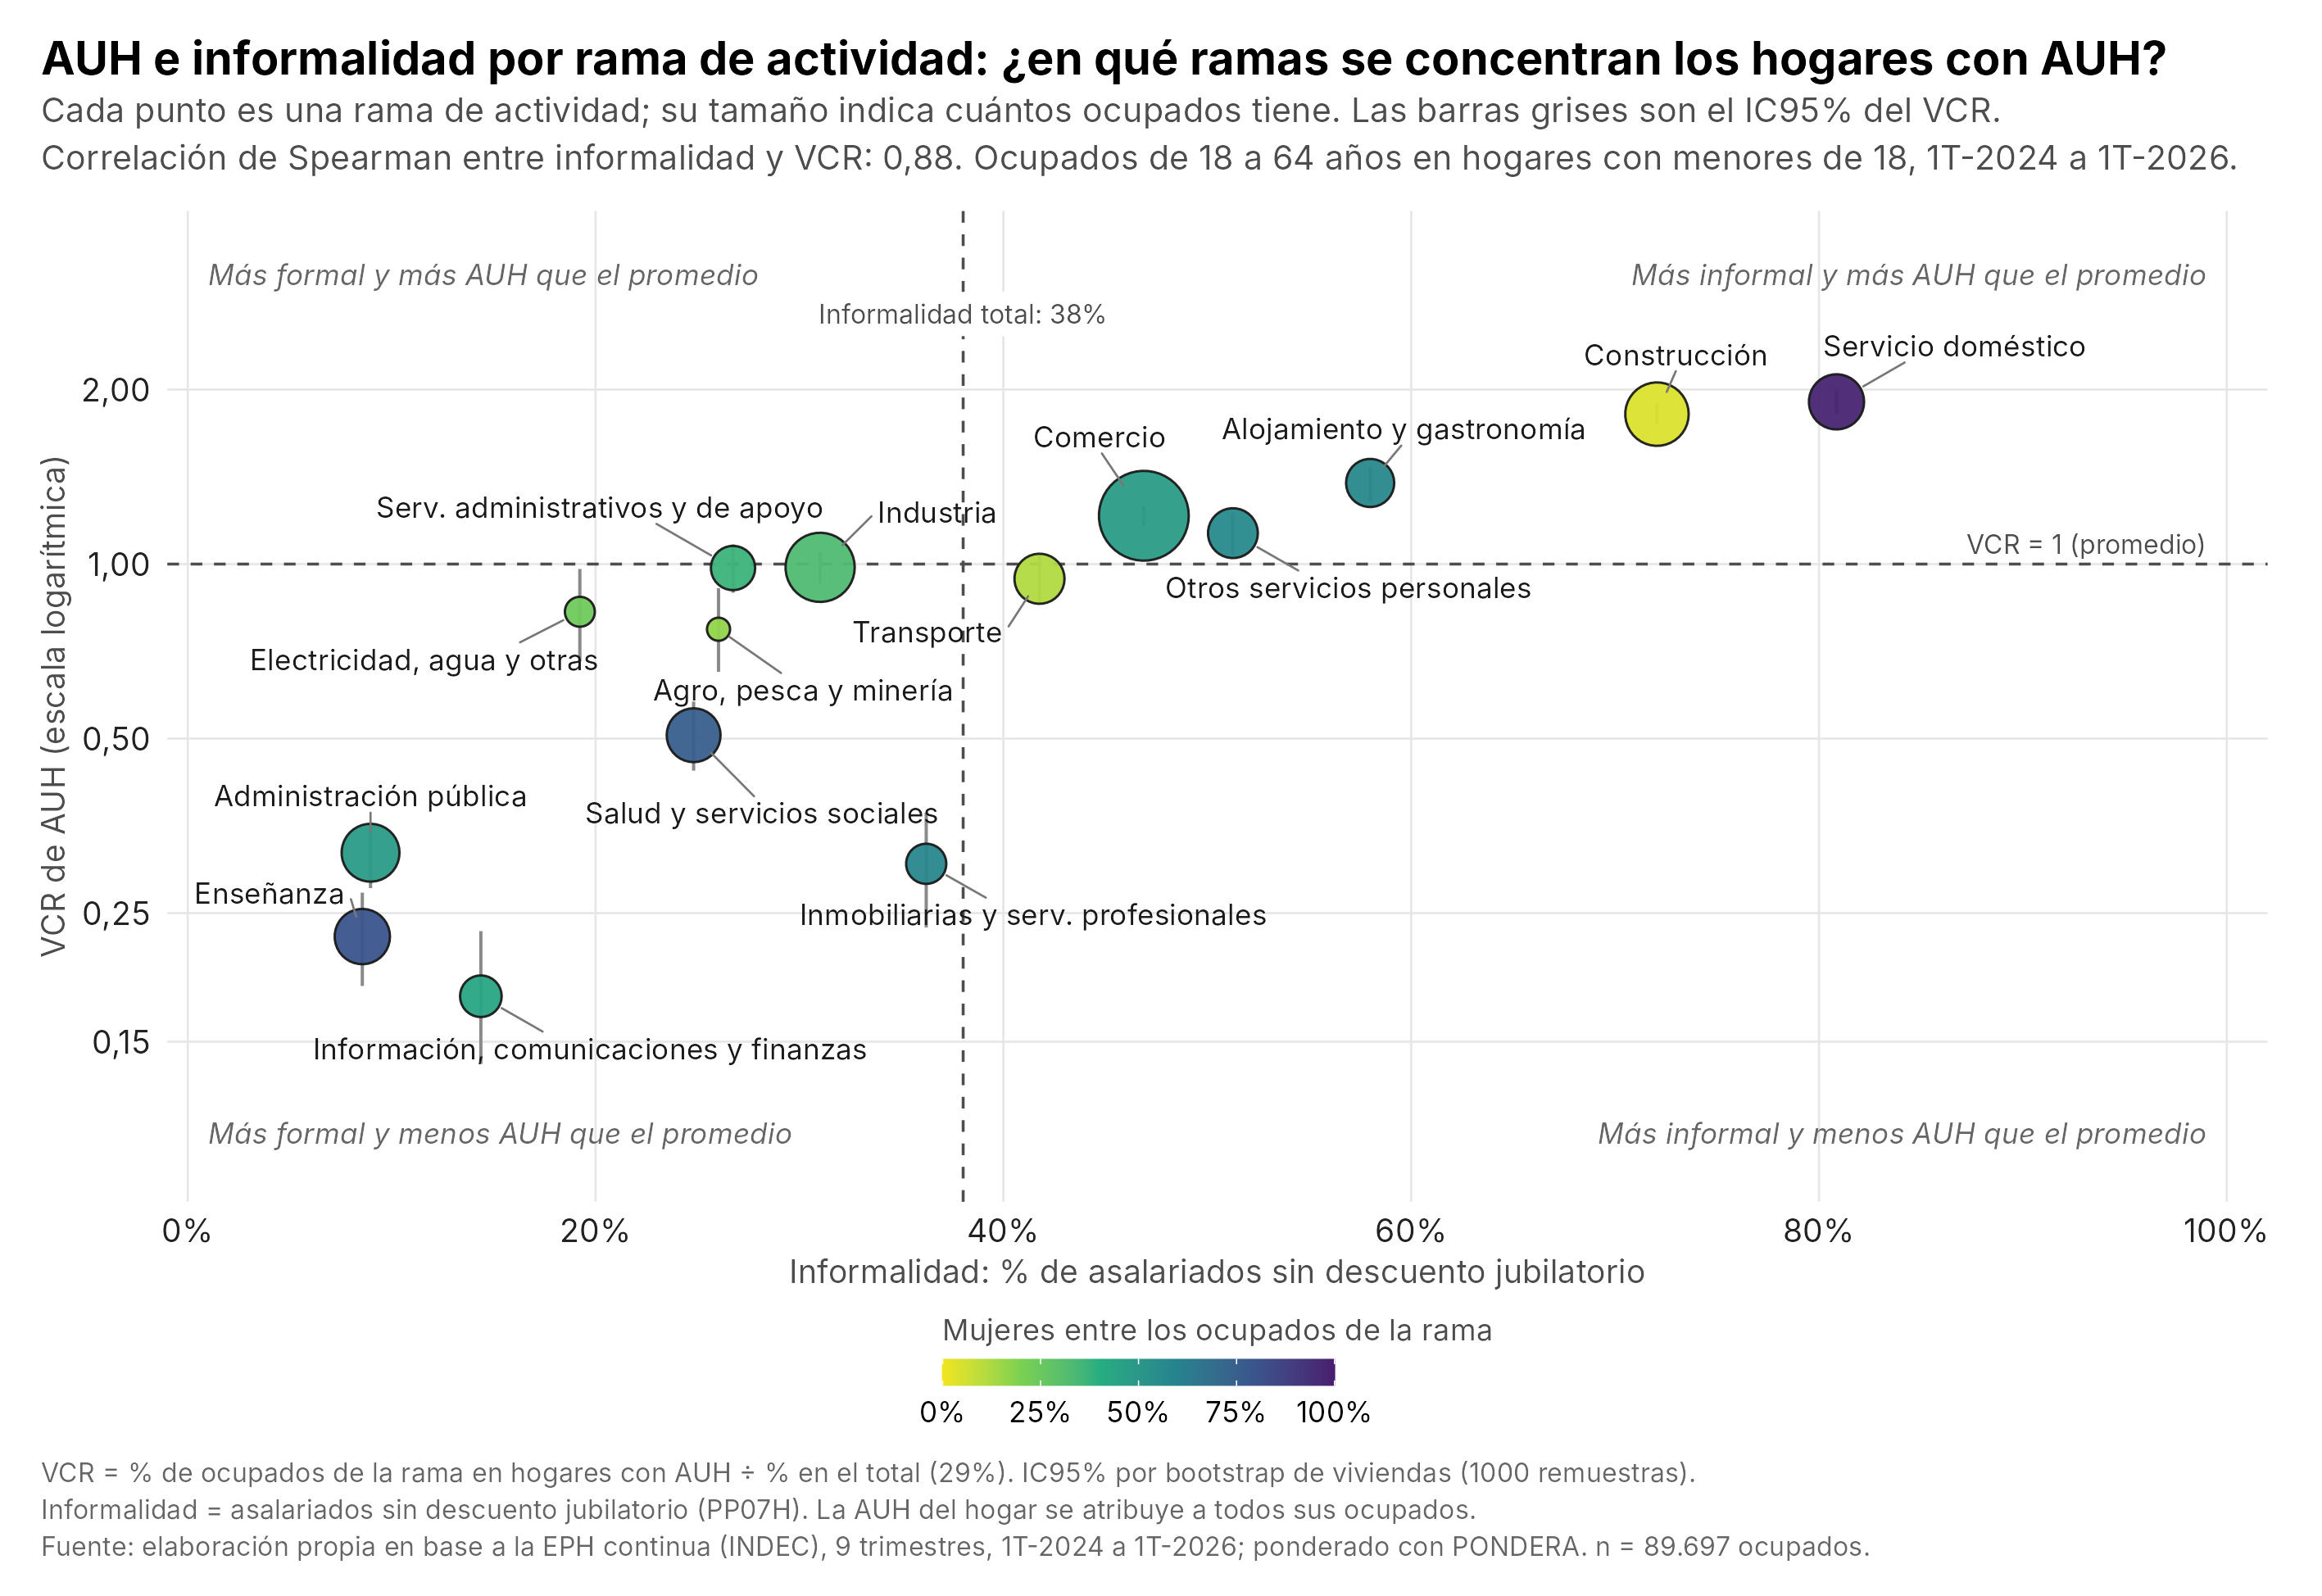 AUH e informalidad por rama de actividad: ¿en qué ramas se concentran los hogares con AUH?
Cada punto es una rama de actividad; su tamaño indica cuántos ocupados tiene. Las barras grises son el IC95% del VCR.
Correlación de Spearman entre informalidad y VCR: 0,88. Ocupados de 18 a 64 años en hogares con menores de 18, 1T-2024 a 1T-2026.
Más formal y más AUH que el promedio
Más informal y más AUH que el promedio
Informalidad total: 38%
Construcción
Servicio doméstico
2,00
Comercio
Alojamiento y gastronomía
Serv. administrativos y de apoyo
Industria
VCR = 1 (promedio)
1,00
Otros servicios personales
Transporte
Electricidad, agua y otras
Agro, pesca y minería
0,50
Administración pública
Salud y servicios sociales
Enseñanza
0,25
Inmobiliarias y serv. profesionales
0,15
Información, comunicaciones y finanzas
VCR de AUH (escala logarítmica)
Más formal y menos AUH que el promedio
Más informal y menos AUH que el promedio
0%
20%
40%
60%
80%
100%
Informalidad: % de asalariados sin descuento jubilatorio
Mujeres entre los ocupados de la rama
0%
25%
50%
75%
100%
VCR = % de ocupados de la rama en hogares con AUH ÷ % en el total (29%). IC95% por bootstrap de viviendas (1000 remuestras).
Informalidad = asalariados sin descuento jubilatorio (PP07H). La AUH del hogar se atribuye a todos sus ocupados.
Fuente: elaboración propia en base a la EPH continua (INDEC), 9 trimestres, 1T-2024 a 1T-2026; ponderado con PONDERA. n = 89.697 ocupados.